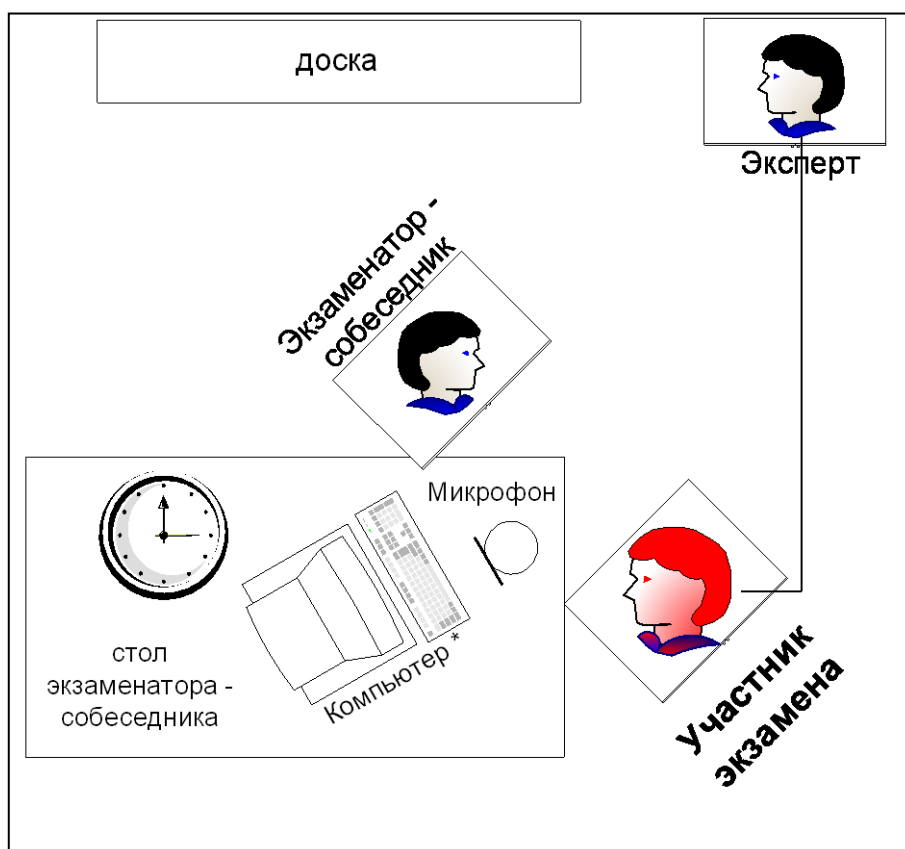 доска
Эксперт
Экзаменатор -
собеседник
Микрофон
Компьютер *
стол
экзаменатора -
собеседника
Участник
экзамена